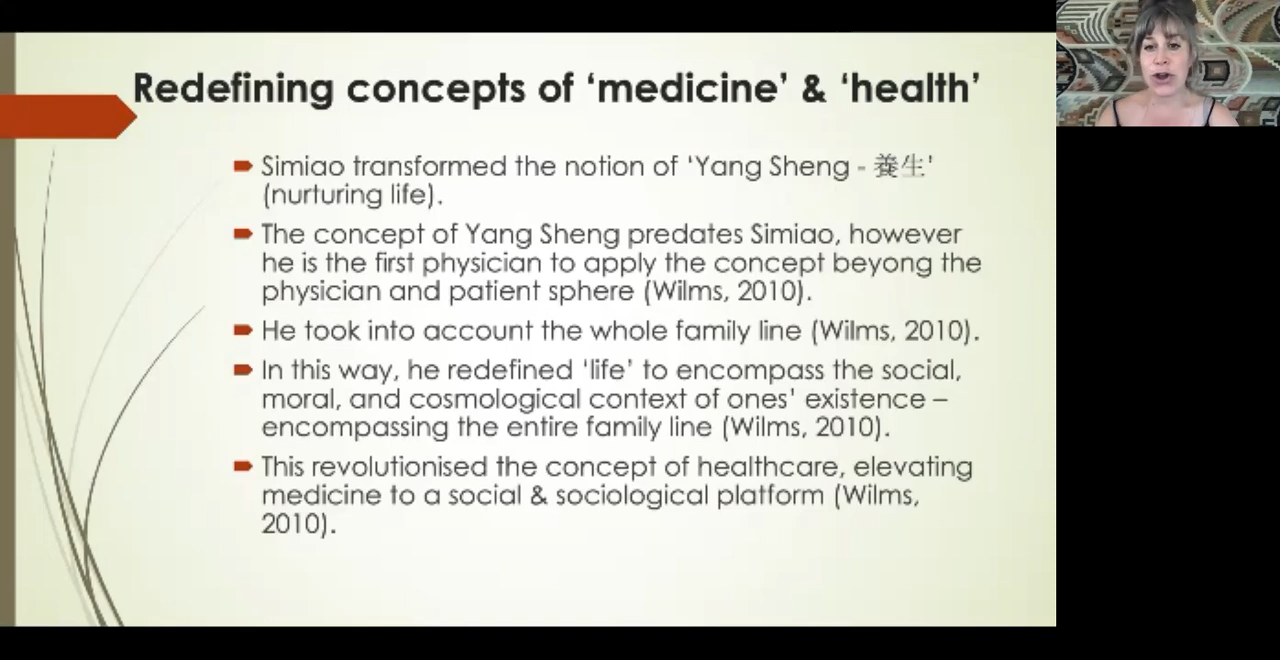 Redefining concepts of ‘medicine’ & ‘health’
Simiao transformed the notion of ‘Yang Sheng - 養生’
(nurturing life).
The concept of Yang Sheng predates Simiao, however
he is the first physician to apply the concept beyong the
physician and patient sphere (Wilms, 2010).
He took into account the whole family line (Wilms, 2010).
In this way, he redefined ‘life’ to encompass the social,
moral, and cosmological context of ones’ existence –
encompassing the entire family line (Wilms, 2010).
This revolutionised the concept of healthcare, elevating
medicine to a social & sociological platform (Wilms,
2010).